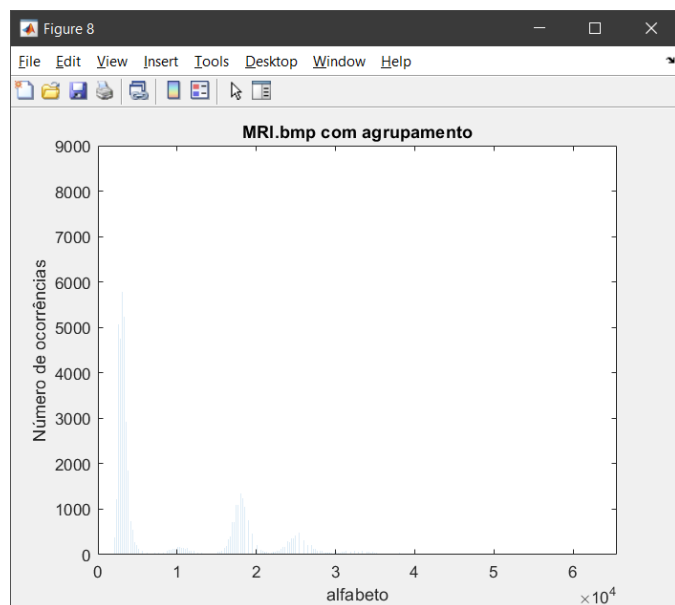 Figure 8
File Edit View Insert Tools Desktop Window Help
MRI.bmp com agrupamento
9000
8000
7000
6000
5000
4000
3000
2000
1000
0
Número de ocorrências
0 1 2 3 4 5 6
alfabeto
×10^4